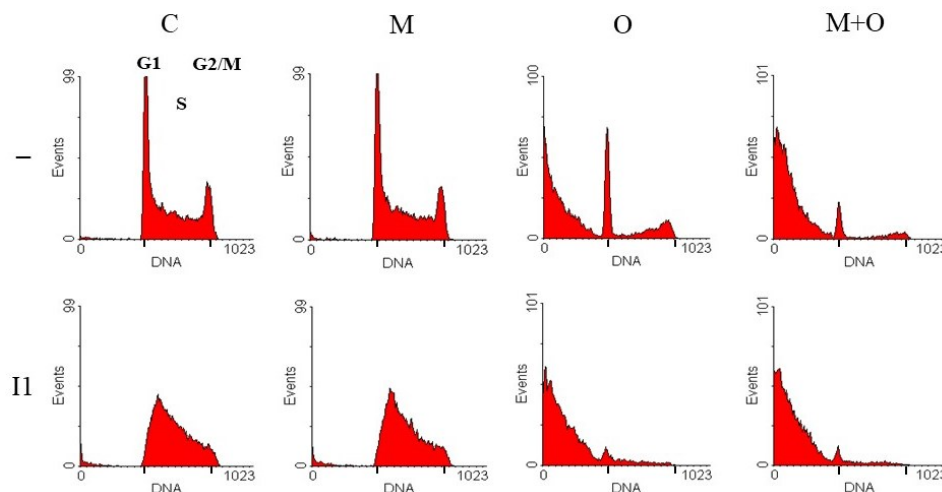 C M O M+O
G1 G2/M
S
–
99 99 100 101
Events Events Events Events
0 0 0 0
0 1023 0 1023 0 1023 0 1023
DNA DNA DNA DNA
I1
99 99 101 101
Events Events Events Events
0 0 0 0
0 1023 0 1023 0 1023 0 1023
DNA DNA DNA DNA